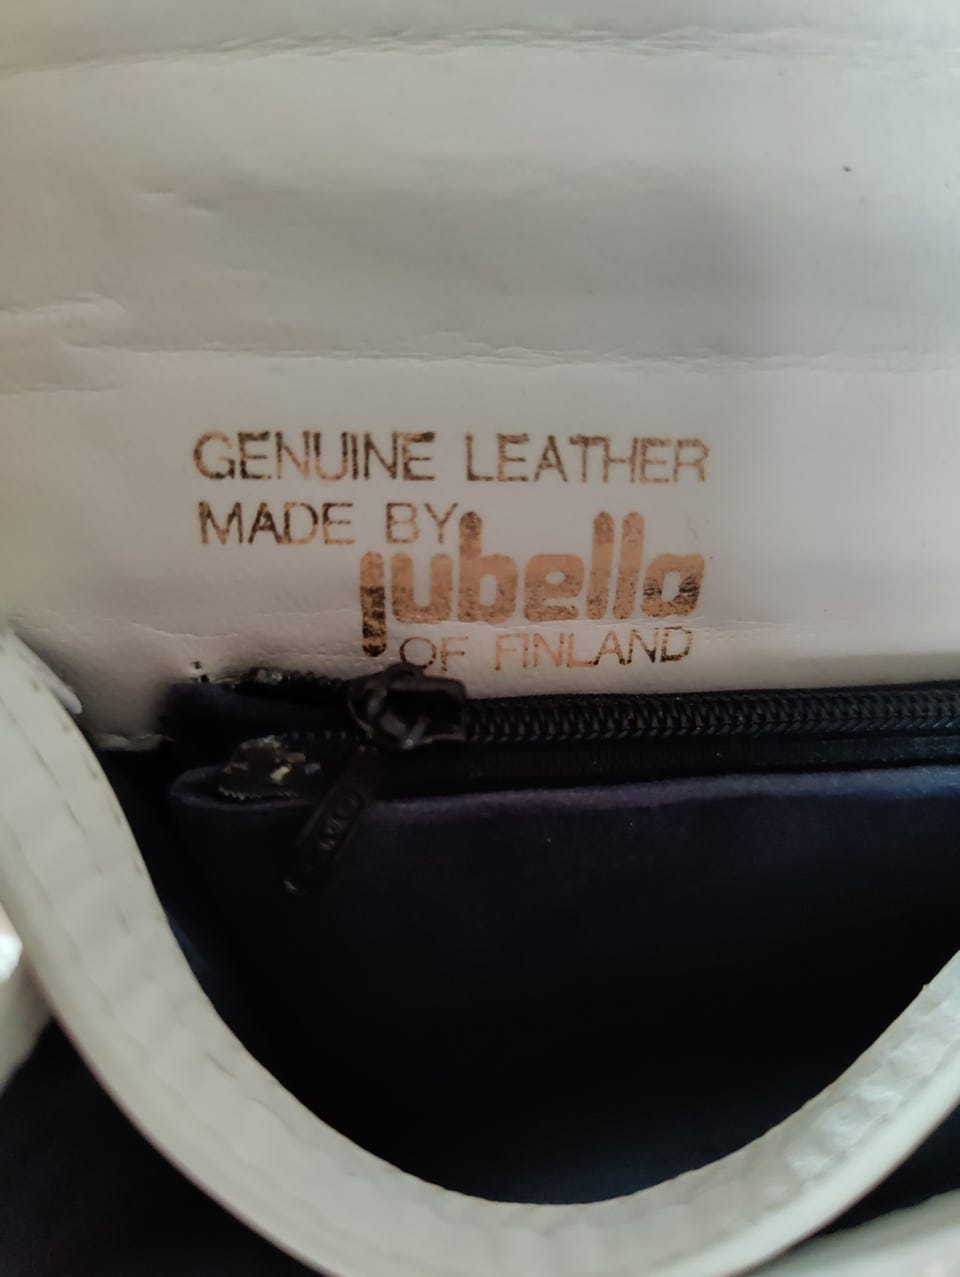 GENUINE LEATHER
MADE BY
jubello
OF FINLAND